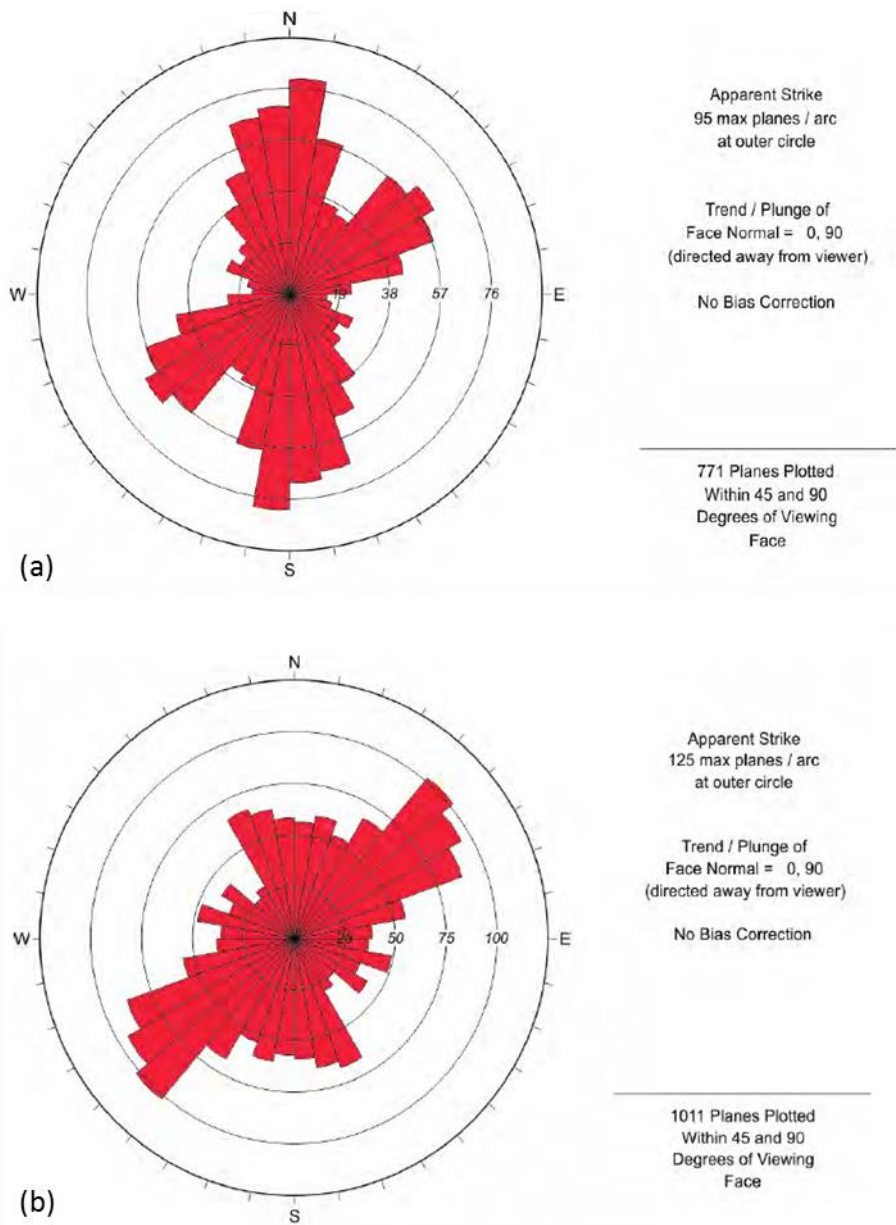 N
Apparent Strike
95 max planes / arc
at outer circle
Trend / Plunge of
Face Normal = 0, 90
(directed away from viewer)
No Bias Correction
W
38
57
76
E
771 Planes Plotted
Within 45 and 90
Degrees of Viewing
Face
(a)
S
N
Apparent Strike
125 max planes / arc
at outer circle
Trend / Plunge of
Face Normal = 0, 90
(directed away from viewer)
No Bias Correction
W
50
75
100
E
1011 Planes Plotted
Within 45 and 90
Degrees of Viewing
Face
(b)
S